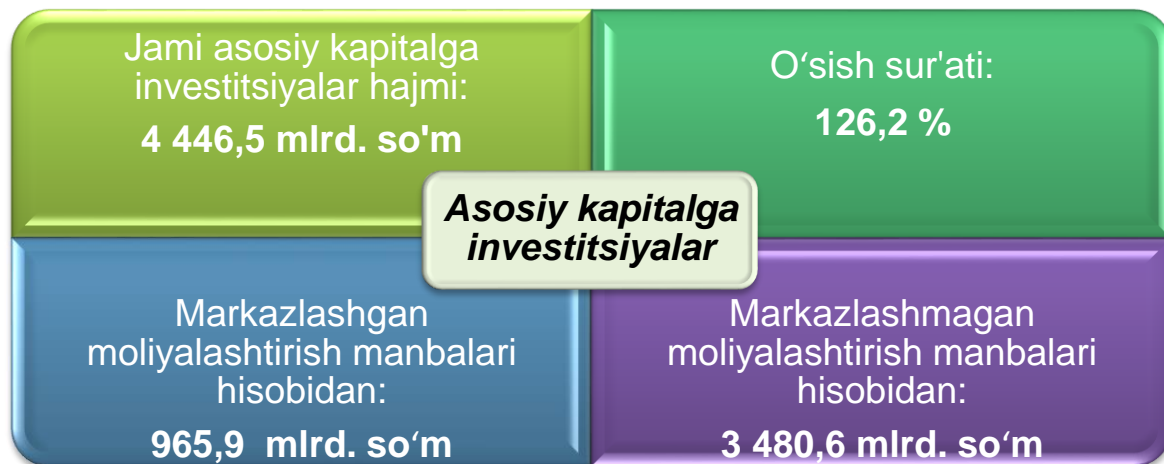 Jami asosiy kapitalga
investitsiyalar hajmi:
4 446,5 mlrd. so'm
O‘sish sur'ati:
126,2 %
Asosiy kapitalga
investitsiyalar
Markazlashgan
moliyalashtirish manbalari
hisobidan:
965,9 mlrd. so‘m
Markazlashmagan
moliyalashtirish manbalari
hisobidan:
3 480,6 mlrd. so‘m